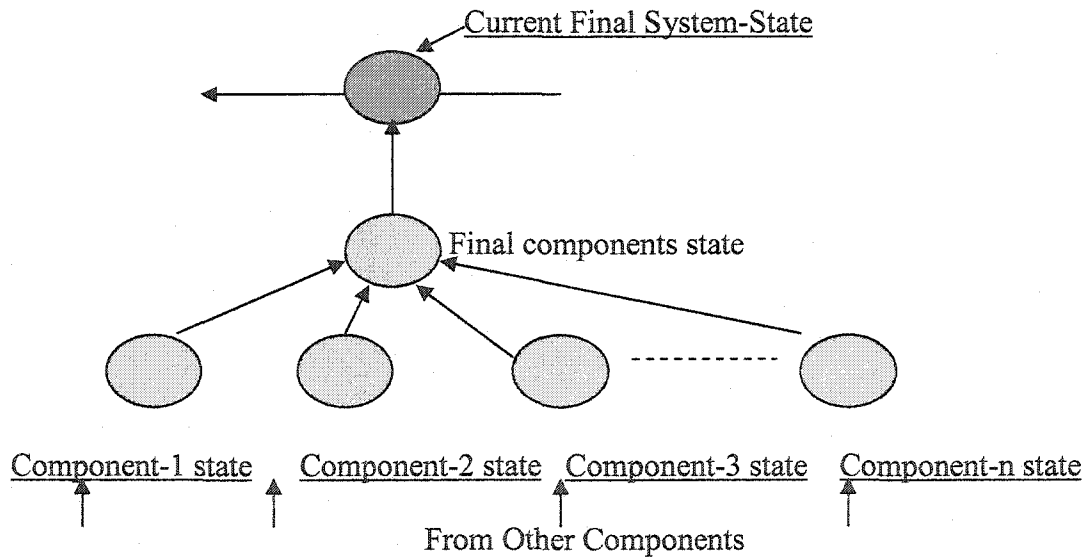 Current Final System-State
Final components state
Component-1 state Component-2 state Component-3 state Component-n state
From Other Components